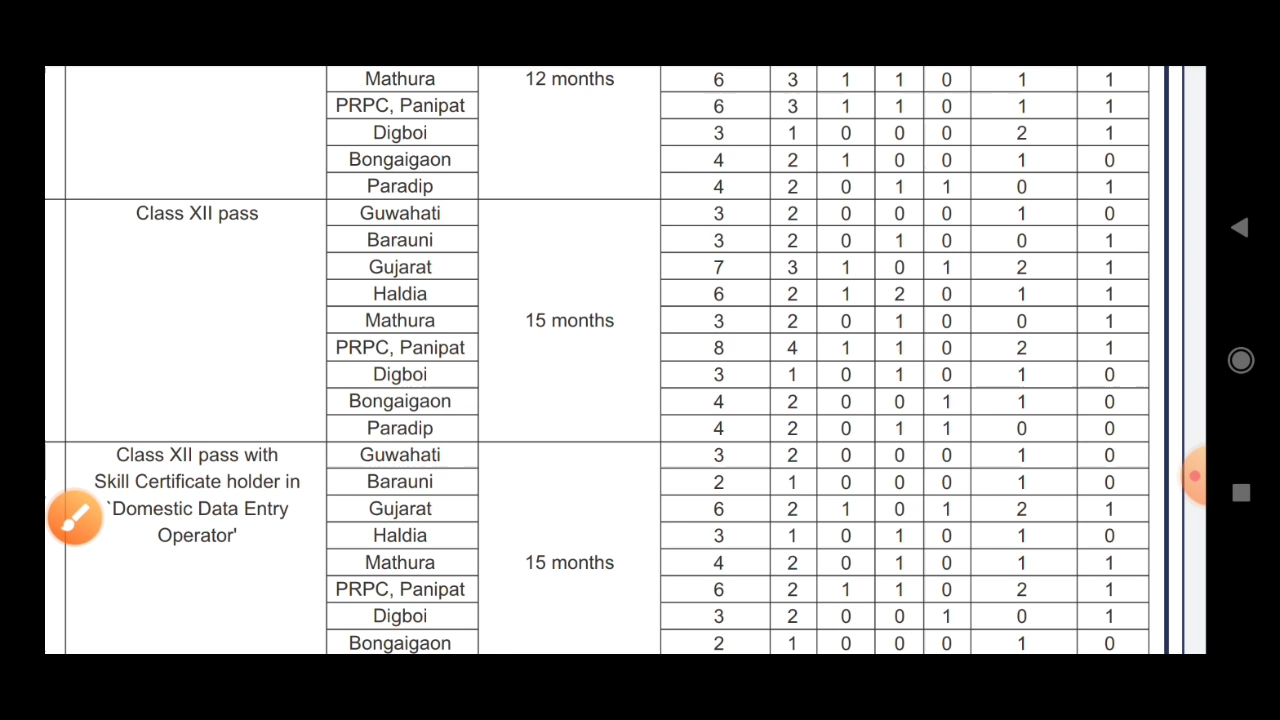 Mathura 12 months 6 3 1 1 0 1 1
PRPC, Panipat 6 3 1 1 0 1 1
Digboi 3 1 0 0 0 2 1
Bongaigaon 4 2 1 0 0 1 0
Paradip 4 2 0 1 1 0 1
Class XII pass Guwahati 3 2 0 0 0 1 0
Barauni 3 2 0 1 0 0 1
Gujarat 7 3 1 0 1 2 1
Haldia 6 2 1 2 0 1 1
Mathura 15 months 3 2 0 1 0 0 1
PRPC, Panipat 8 4 1 1 0 2 1
Digboi 3 1 0 1 0 1 0
Bongaigaon 4 2 0 0 1 1 0
Paradip 4 2 0 1 1 0 0
Class XII pass with Guwahati 3 2 0 0 0 1 0
Skill Certificate holder in Barauni 2 1 0 0 0 1 0
`Domestic Data Entry Gujarat 6 2 1 0 1 2 1
Operator' Haldia 3 1 0 1 0 1 0
Mathura 15 months 4 2 0 1 0 1 1
PRPC, Panipat 6 2 1 1 0 2 1
Digboi 3 2 0 0 1 0 1
Bongaigaon 2 1 0 0 0 1 0